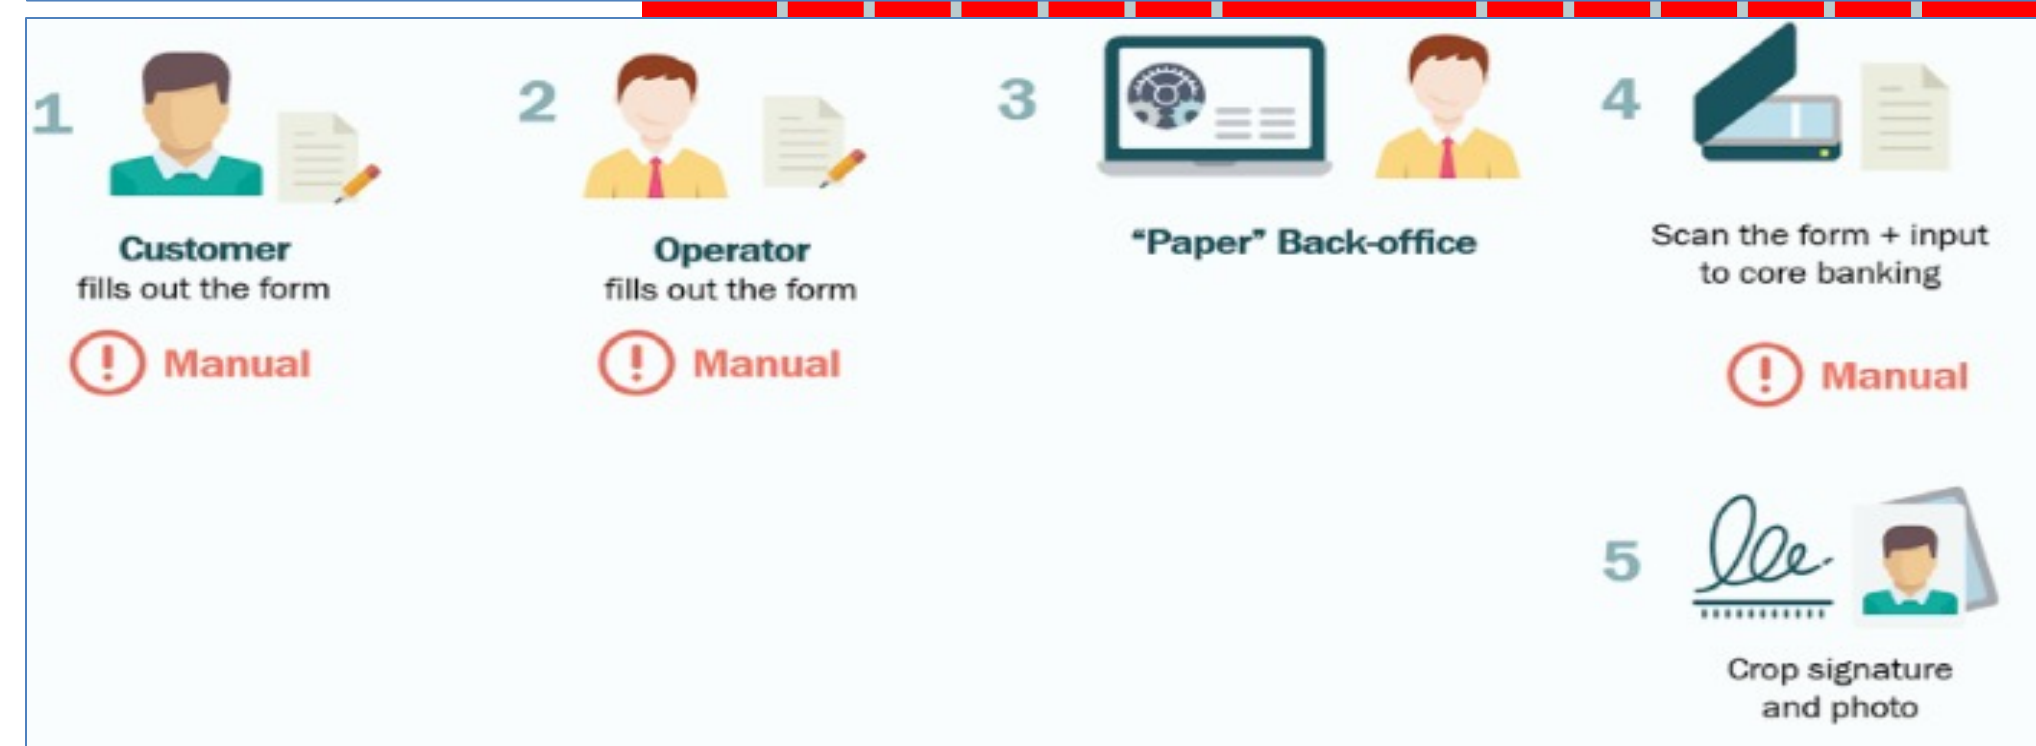 1
Customer
fills out the form
Manual
2
Operator
fills out the form
Manual
3
“Paper” Back-office
4
Scan the form + input
to core banking
Manual
5
Crop signature
and photo